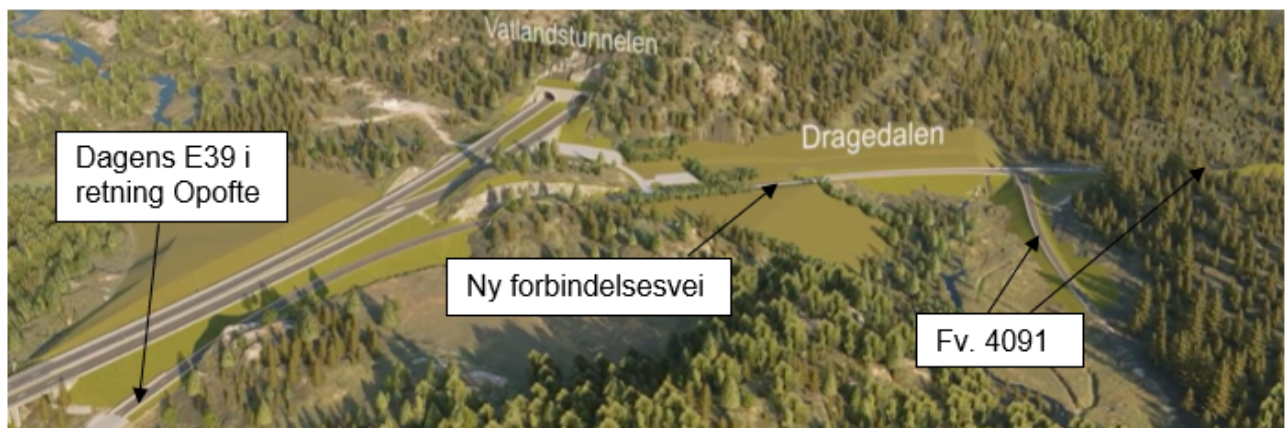 Vatlandstunnelen
Dragedalen
Dagens E39 i
retning Opofte
Ny forbindelsesvei
Fv. 4091